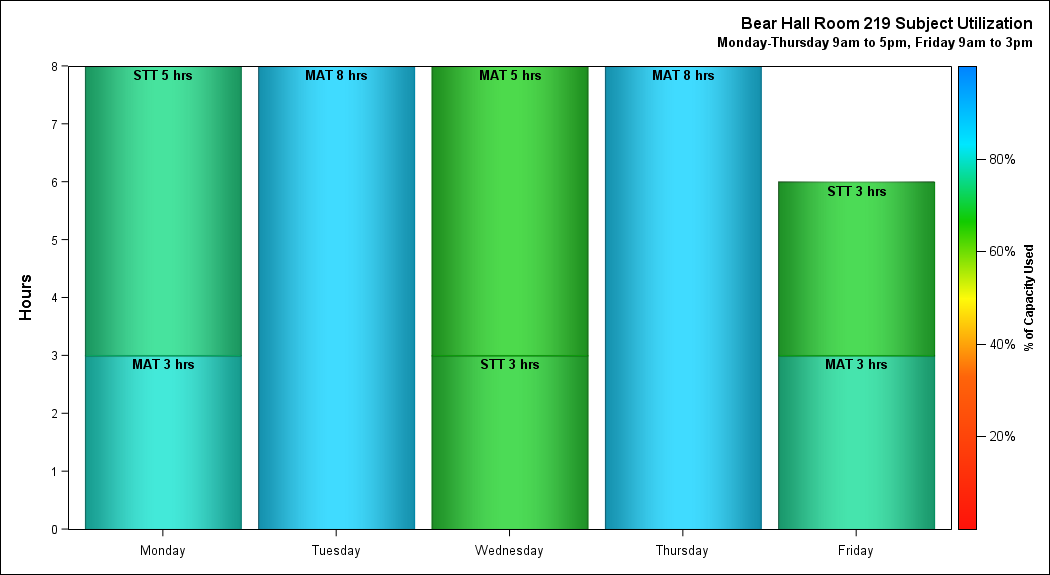 Bear Hall Room 219 Subject Utilization
Monday-Thursday 9am to 5pm, Friday 9am to 3pm
Hours
8
7
6
5
4
3
2
1
0
STT 5 hrs
MAT 3 hrs
MAT 8 hrs
MAT 5 hrs
STT 3 hrs
MAT 8 hrs
STT 3 hrs
MAT 3 hrs
Monday
Tuesday
Wednesday
Thursday
Friday
80%
60%
40%
20%
% of Capacity Used